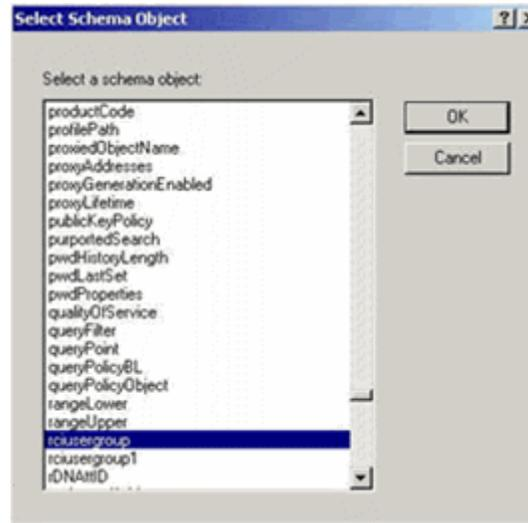 Select Schema Object
Select a schema object:
productCode
profilePath
proxiedObjectName
proxyAddresses
proxyGenerationEnabled
proxyLifetime
publicKeyPolicy
purportedSearch
pwdHistoryLength
pwdLastSet
pwdProperties
qualityOfService
queryFilter
queryPoint
queryPolicyBL
queryPolicyObject
rangeLower
rangeUpper
rciusergroup
rciusergroup1
rDNAttID
OK
Cancel